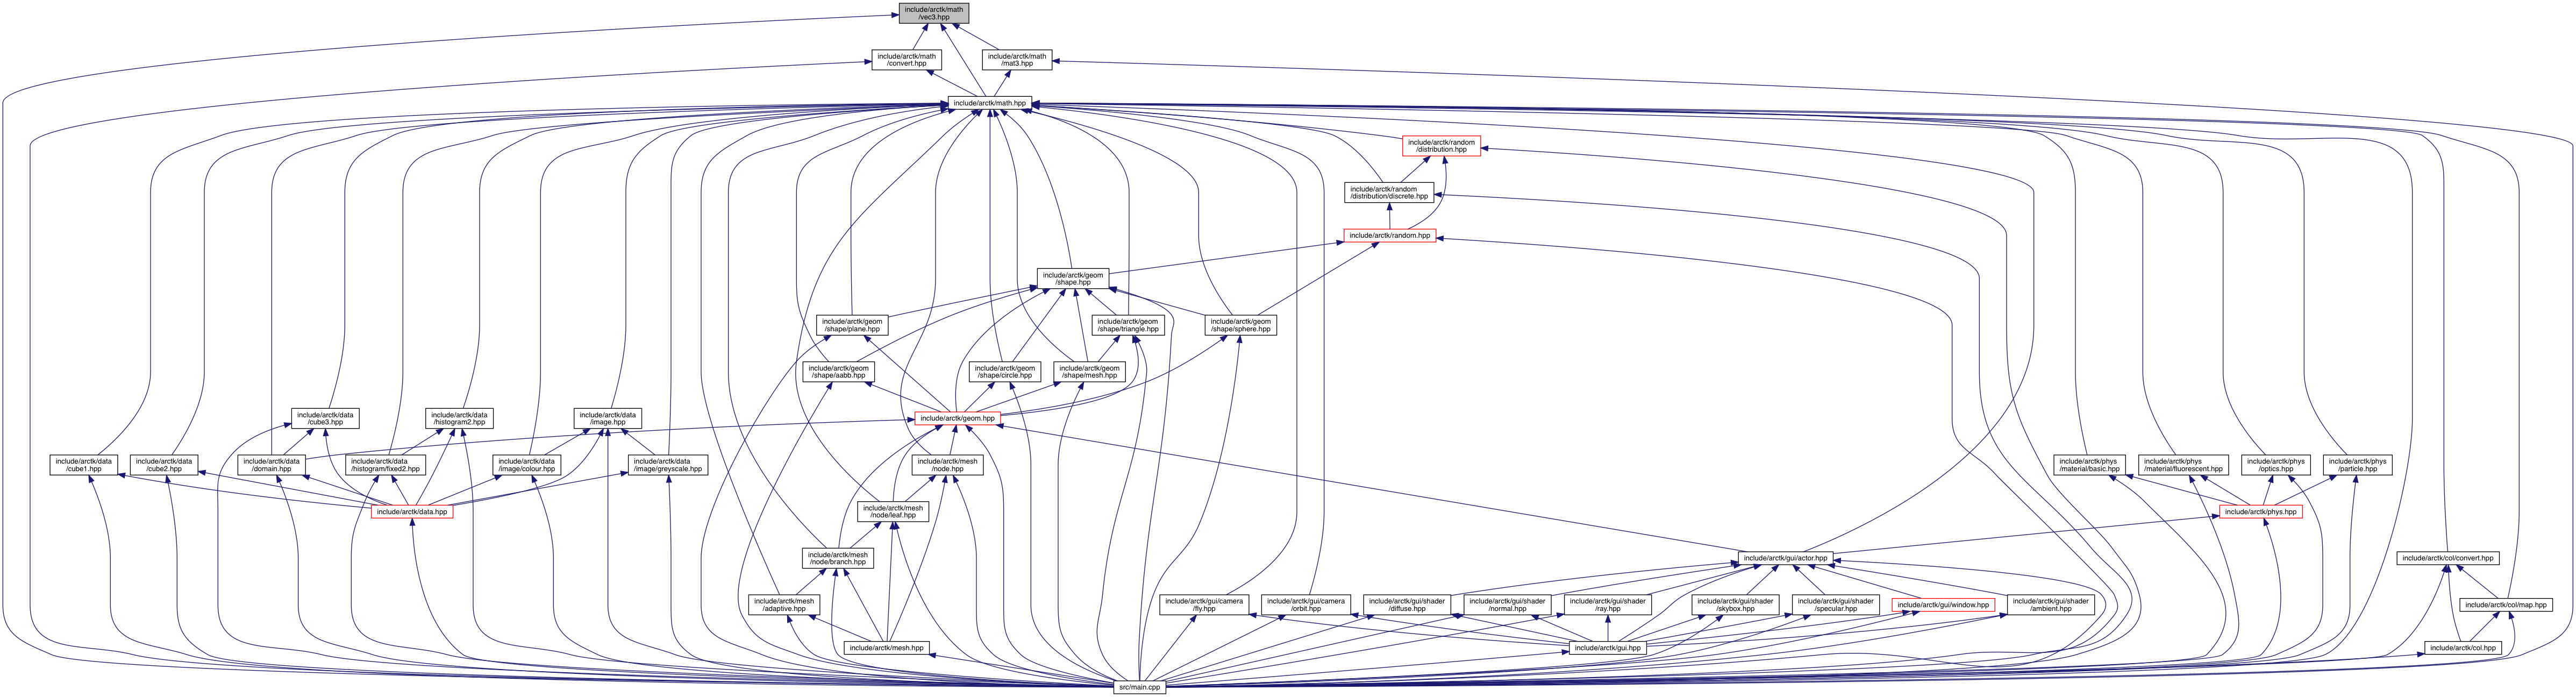 include/arctk/math
/vec3.hpp
include/arctk/math
/convert.hpp
include/arctk/math
/mat3.hpp
include/arctk/math.hpp
include/arctk/random
/distribution.hpp
include/arctk/random
/distribution/discrete.hpp
include/arctk/random.hpp
include/arctk/geom
/shape.hpp
include/arctk/geom
/shape/plane.hpp
include/arctk/geom
/shape/triangle.hpp
include/arctk/geom
/shape/sphere.hpp
include/arctk/geom
/shape/aabb.hpp
include/arctk/geom
/shape/circle.hpp
include/arctk/geom
/shape/mesh.hpp
include/arctk/data
/cube3.hpp
include/arctk/data
/histogram2.hpp
include/arctk/data
/image.hpp
include/arctk/geom.hpp
include/arctk/data
/cube1.hpp
include/arctk/data
/cube2.hpp
include/arctk/data
/domain.hpp
include/arctk/data
/histogram/fixed2.hpp
include/arctk/data
/image/colour.hpp
include/arctk/data
/image/greyscale.hpp
include/arctk/mesh
/node.hpp
include/arctk/phys
/material/basic.hpp
include/arctk/phys
/material/fluorescent.hpp
include/arctk/phys
/optics.hpp
include/arctk/phys
/particle.hpp
include/arctk/data.hpp
include/arctk/mesh
/node/leaf.hpp
include/arctk/phys.hpp
include/arctk/mesh
/node/branch.hpp
include/arctk/gui/actor.hpp
include/arctk/col/convert.hpp
include/arctk/mesh
/adaptive.hpp
include/arctk/gui/camera
/fly.hpp
include/arctk/gui/camera
/orbit.hpp
include/arctk/gui/shader
/diffuse.hpp
include/arctk/gui/shader
/normal.hpp
include/arctk/gui/shader
/ray.hpp
include/arctk/gui/shader
/skybox.hpp
include/arctk/gui/shader
/specular.hpp
include/arctk/gui/window.hpp
include/arctk/gui/shader
/ambient.hpp
include/arctk/col/map.hpp
include/arctk/mesh.hpp
include/arctk/gui.hpp
include/arctk/col.hpp
src/main.cpp